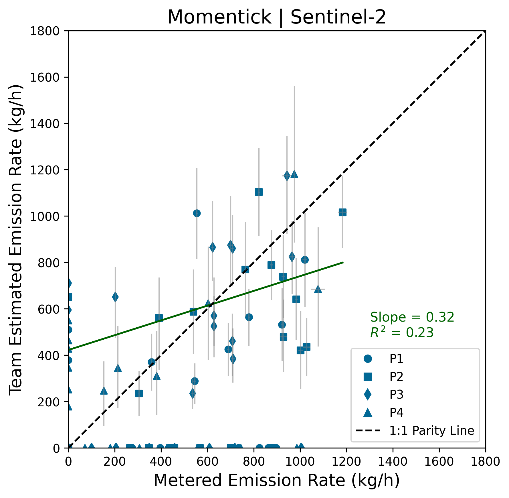 Momentick | Sentinel-2
Team Estimated Emission Rate (kg/h)
1800
1600
1400
1200
1000
800
600
400
200
0
Slope = 0.32
R² = 0.23
P1
P2
P3
P4
1:1 Parity Line
0 200 400 600 800 1000 1200 1400 1600 1800
Metered Emission Rate (kg/h)